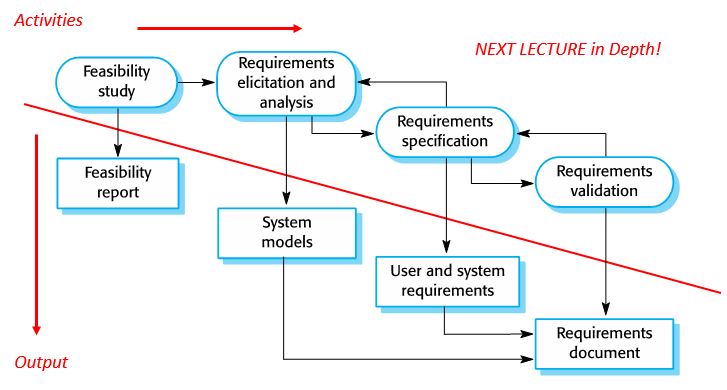 Activities
NEXT LECTURE in Depth!
Feasibility
study
Requirements
elicitation and
analysis
Requirements
specification
Requirements
validation
Feasibility
report
System
models
User and system
requirements
Requirements
document
Output